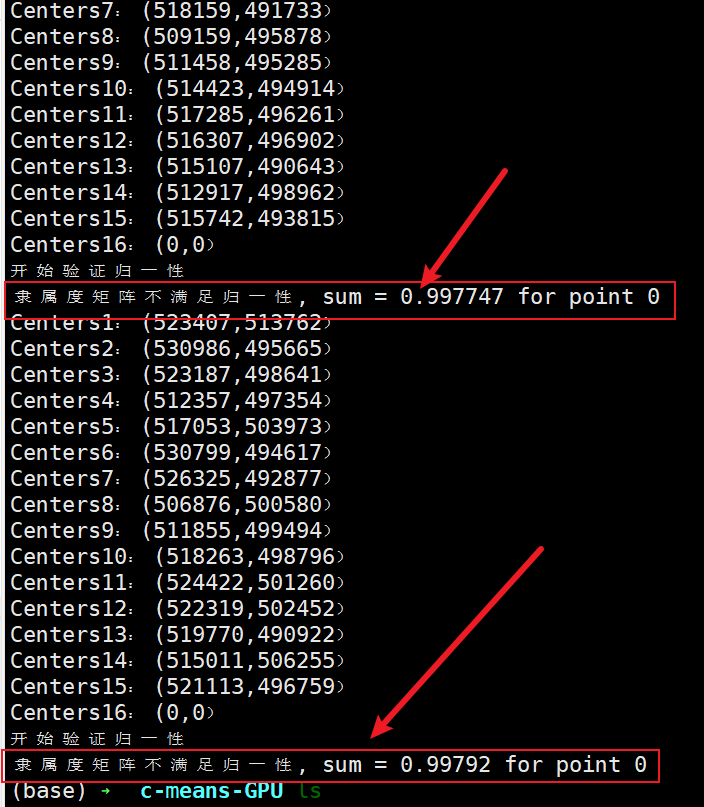 Centers7: (518159,491733)
Centers8: (509159,495878)
Centers9: (511458,495285)
Centers10: (514423,494914)
Centers11: (517285,496261)
Centers12: (516307,496902)
Centers13: (515107,490643)
Centers14: (512917,498962)
Centers15: (515742,493815)
Centers16: (0,0)
开始验证归一性
隶属度矩阵不满足归一性, sum = 0.997747 for point 0
Centers1: (523407,513762)
Centers2: (530986,495665)
Centers3: (523187,498641)
Centers4: (512357,497354)
Centers5: (517053,503973)
Centers6: (530799,494617)
Centers7: (526325,492877)
Centers8: (506876,500580)
Centers9: (511855,499494)
Centers10: (518263,498796)
Centers11: (524422,501260)
Centers12: (522319,502452)
Centers13: (519770,490922)
Centers14: (515011,506255)
Centers15: (521113,496759)
Centers16: (0,0)
开始验证归一性
隶属度矩阵不满足归一性, sum = 0.99792 for point 0
(base) → c-means-GPU ls